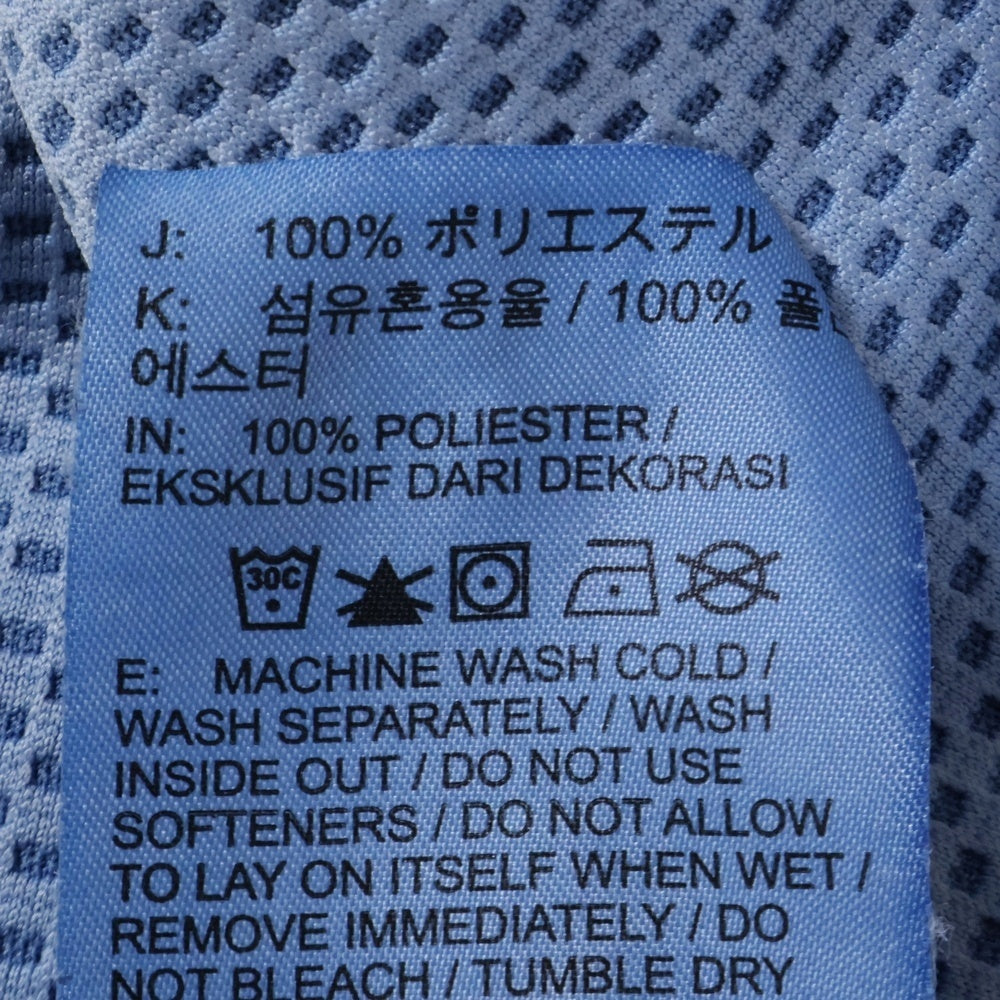 J: 100% ポリエステル
K: 섬유혼용율 / 100% 폴
에스터
IN: 100% POLIESTER /
EKSKLUSIF DARI DEKORASI
30C
E: MACHINE WASH COLD /
WASH SEPARATELY / WASH
INSIDE OUT / DO NOT USE
SOFTENERS / DO NOT ALLOW
TO LAY ON ITSELF WHEN WET /
REMOVE IMMEDIATELY / DO
NOT BLEACH / TUMBLE DRY